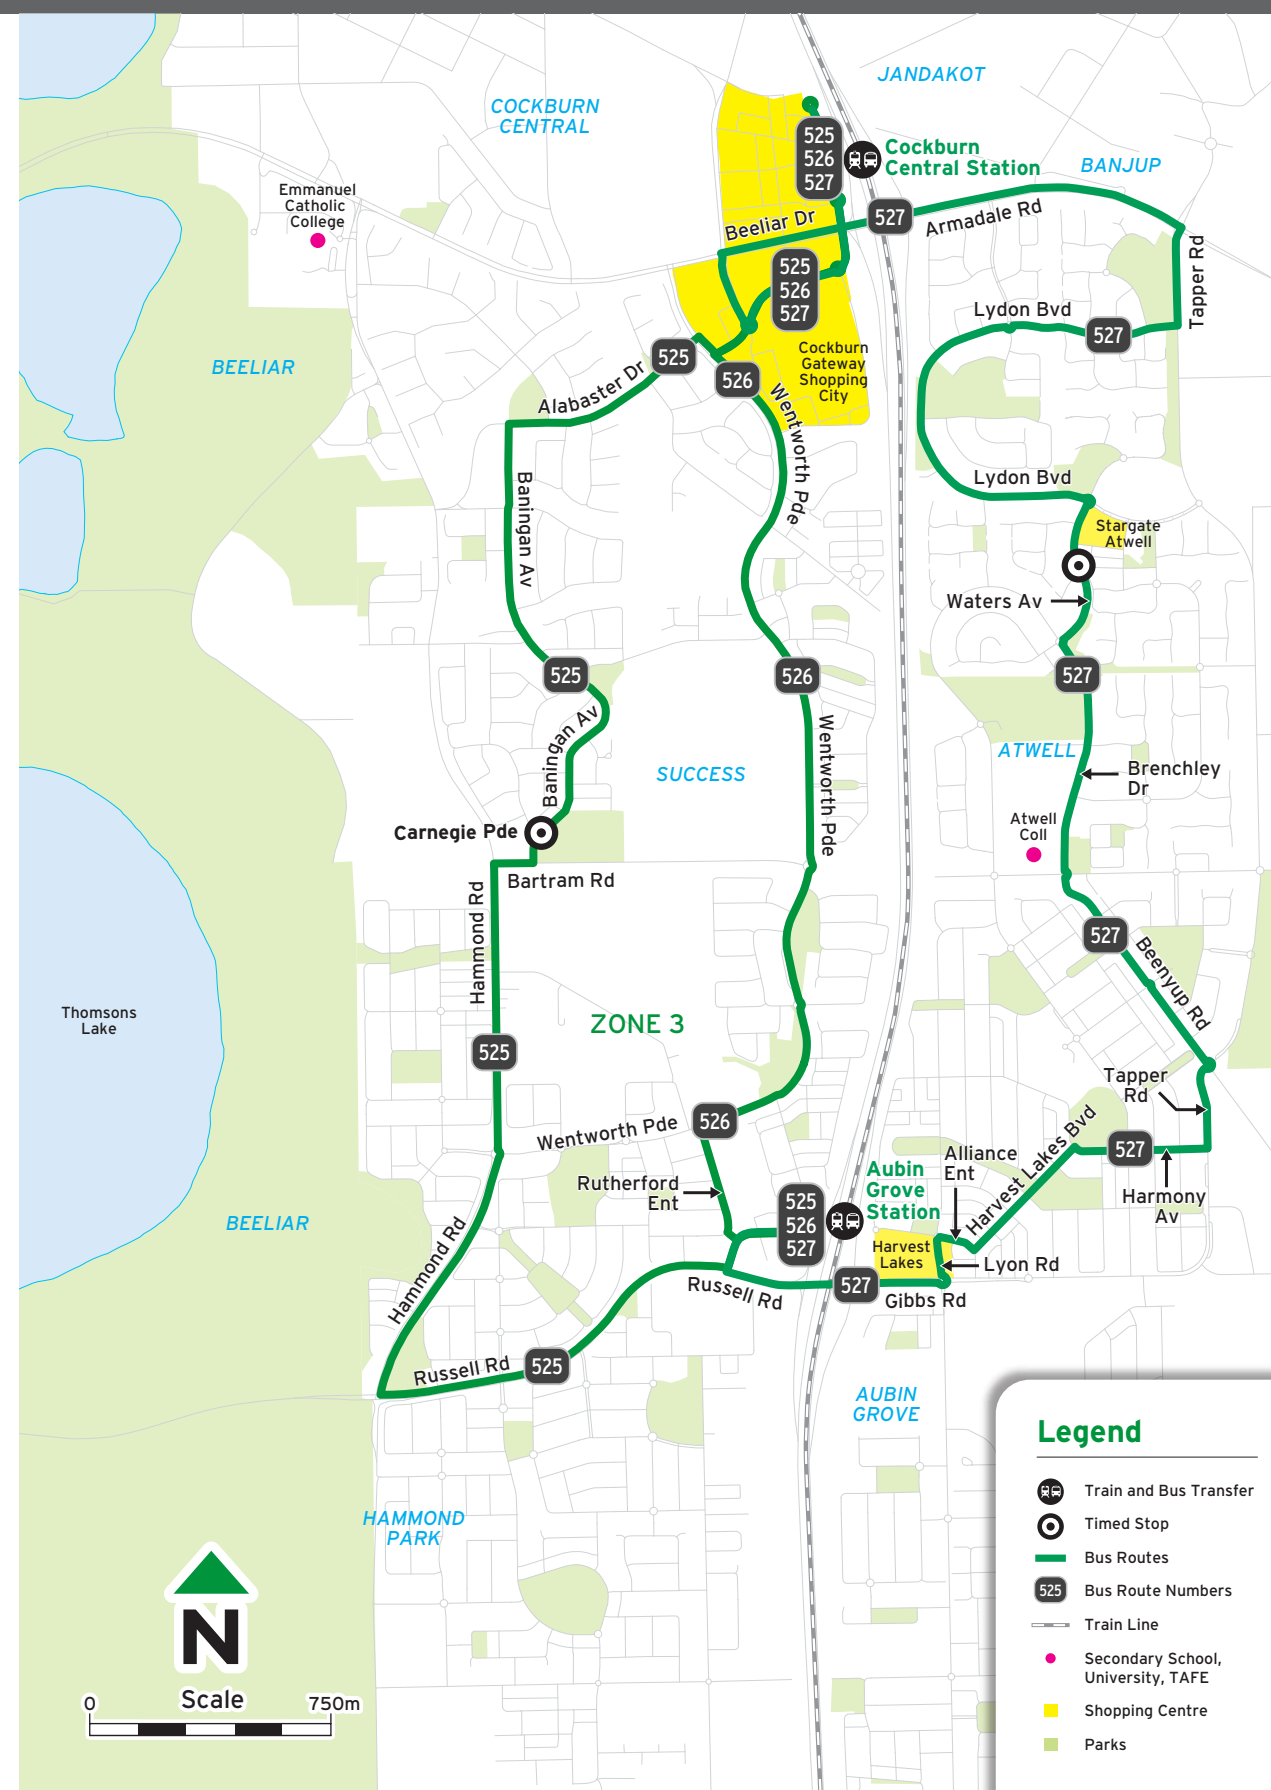 JANDAKOT
COCKBURN
CENTRAL
525
526
527
Cockburn
Central Station
BANJUP
Emmanuel
Catholic
College
Beeliar Dr
527
Armadale Rd
Tapper Rd
525
526
527
Lydon Bvd
527
BEELIAR
525
Cockburn
Gateway
Shopping
City
526
Alabaster Dr
Wentworth Pde
Baningan Av
Lydon Bvd
Stargate
Atwell
Waters Av
525
526
527
Baningan Av
Wentworth Pde
SUCCESS
ATWELL
Brenchley
Dr
Carnegie Pde
Atwell
Coll
Bartram Rd
Hammond Rd
527
Beenyup Rd
Thomsons
Lake
ZONE 3
525
Tapper
Rd
526
Wentworth Pde
Harvest Lakes Bvd
527
Alliance
Ent
Aubin
Grove
Station
Rutherford
Ent
525
526
527
Harmony
Av
BEELIAR
Hammond Rd
Harvest
Lakes
Lyon Rd
Russell Rd
527
Gibbs Rd
Russell Rd
525
AUBIN
GROVE
HAMMOND
PARK
N
Scale
0
750m
Legend
Train and Bus Transfer
Timed Stop
Bus Routes
525
Bus Route Numbers
Train Line
Secondary School,
University, TAFE
Shopping Centre
Parks